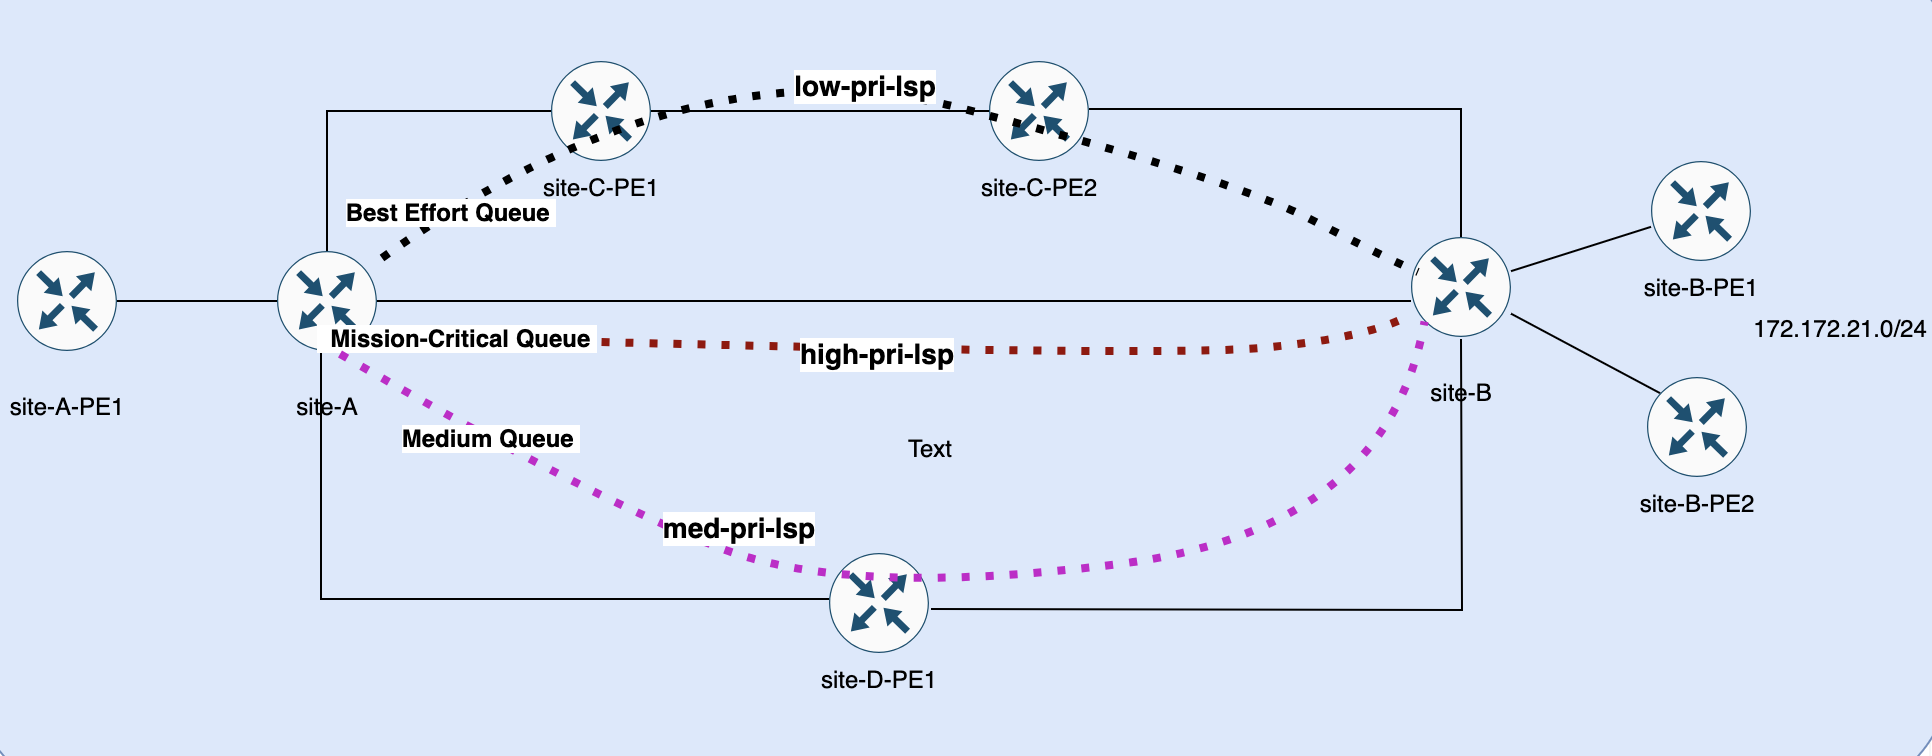 low-pri-lsp
site-C-PE1
site-C-PE2
Best Effort Queue
site-B-PE1
172.172.21.0/24
Mission-Critical Queue
high-pri-lsp
site-A-PE1
site-A
site-B
Medium Queue
Text
site-B-PE2
med-pri-lsp
site-D-PE1